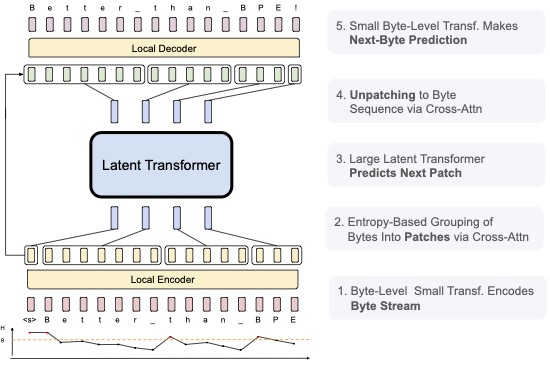 B e t t e r _ t h a n _ B P E !
Local Decoder
Latent Transformer
Local Encoder
<s> B e t t e r _ t h a n _ B P E
H
θ
5. Small Byte-Level Transf. Makes
Next-Byte Prediction
4. Unpatching to Byte
Sequence via Cross-Attn
3. Large Latent Transformer
Predicts Next Patch
2. Entropy-Based Grouping of
Bytes Into Patches via Cross-Attn
1. Byte-Level Small Transf. Encodes
Byte Stream